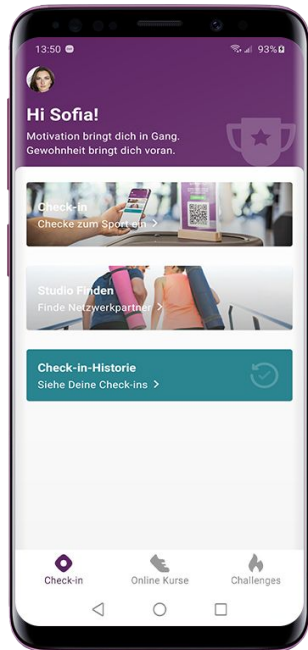 13:50
93%
Hi Sofia!
Motivation bringt dich in Gang.
Gewohnheit bringt dich voran.
Check-in
Checke zum Sport ein >
Studio Finden
Finde Netzwerkpartner >
Check-in-Historie
Siehe Deine Check-ins >
Check-in Online Kurse Challenges